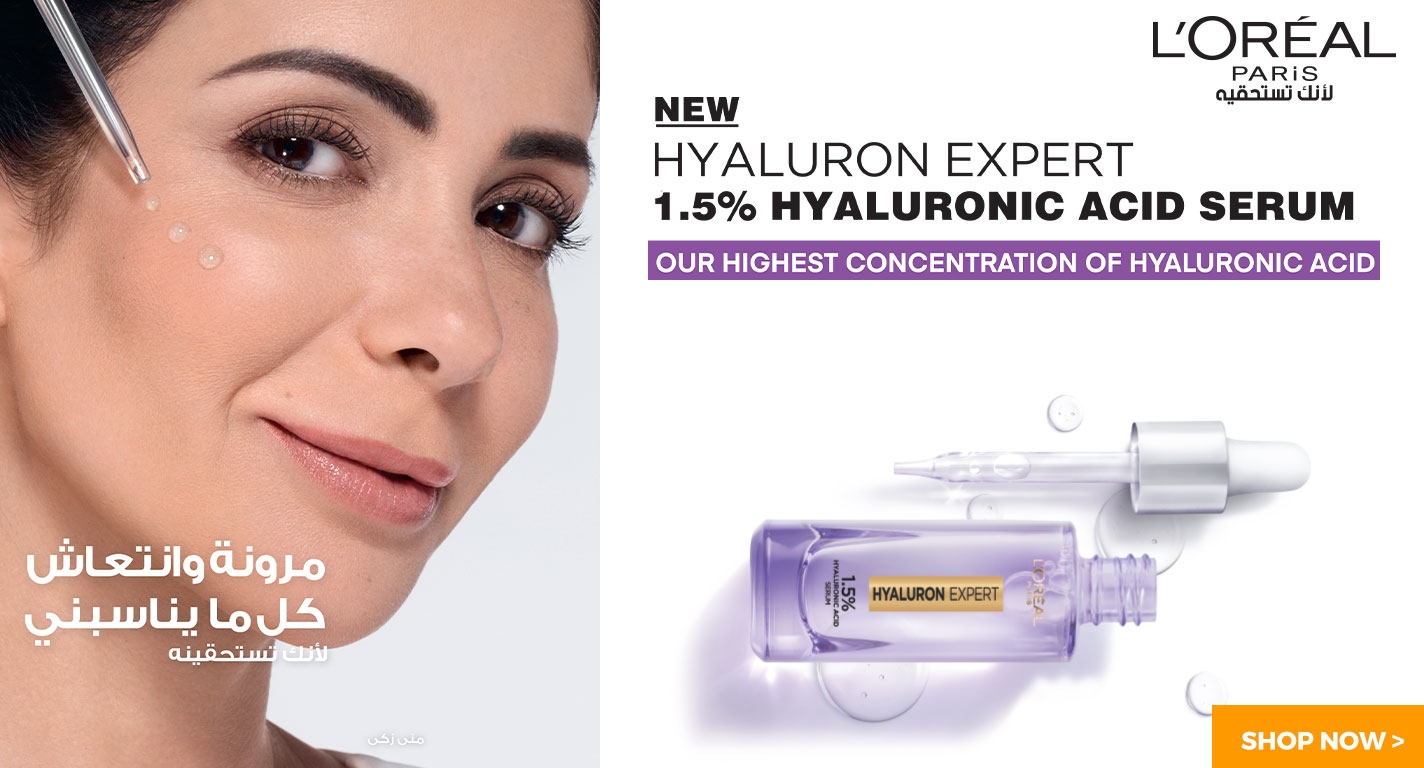 L'ORÉAL
PARIS
لأنك تستحقيه
NEW
HYALURON EXPERT
1.5% HYALURONIC ACID SERUM
OUR HIGHEST CONCENTRATION OF HYALURONIC ACID
مرونة وانتعاش
كل ما يناسبني
لأنك تستحقينه
منى زكي
L'ORÉAL
PARIS
HYALURON EXPERT
1.5%
HYALURONIC ACID
SERUM
SHOP NOW >